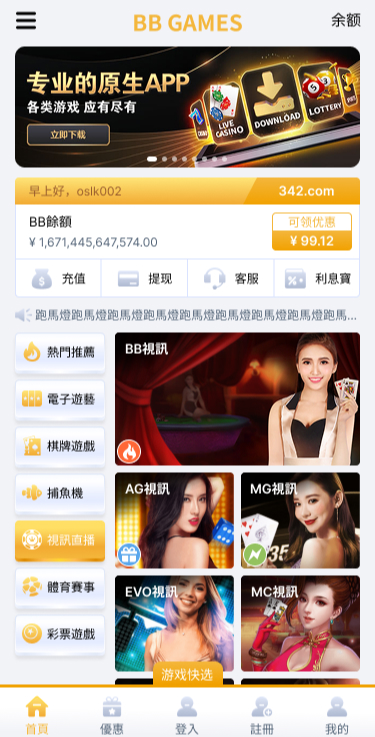 BB GAMES
余额
专业的原生APP
各类游戏 应有尽有
立即下载
LIVE
CASINO
DOWNLOAD
LOTTERY
早上好，oslk002
342.com
BB餘額
¥ 1,671,445,647,574.00
可领优惠
¥ 99.12
充值
提现
客服
利息寶
跑馬燈跑馬燈跑馬燈跑馬燈跑馬燈跑馬燈跑馬燈跑馬燈跑馬...
熱門推薦
電子遊藝
棋牌遊戲
捕魚機
視訊直播
體育賽事
彩票遊戲
BB視訊
AG視訊
MG視訊
EVO視訊
MC視訊
游戏快选
首頁
優惠
登入
註冊
我的